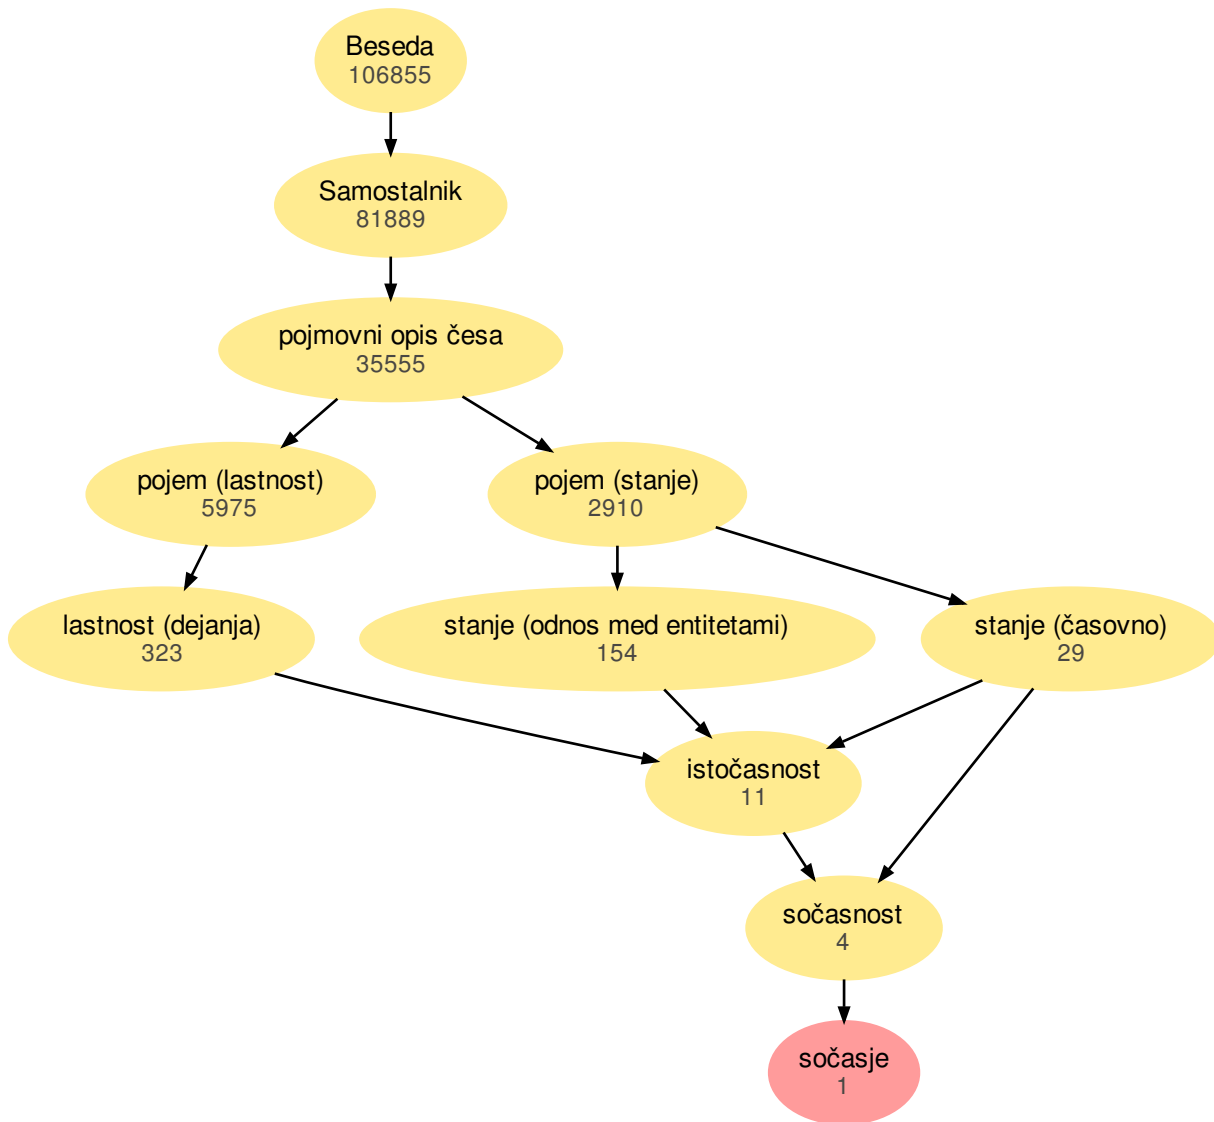 Beseda
106855
Samostalnik
81889
pojmovni opis česa
35555
pojem (lastnost)
5975
pojem (stanje)
2910
lastnost (dejanja)
323
stanje (odnos med entitetami)
154
stanje (časovno)
29
istočasnost
11
sočasnost
4
sočasje
1